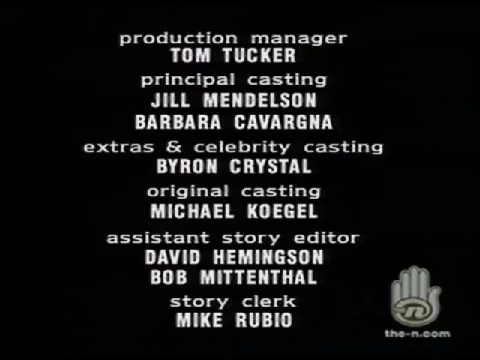 production manager
TOM TUCKER
principal casting
JILL MENDELSON
BARBARA CAVARGNA
extras & celebrity casting
BYRON CRYSTAL
original casting
MICHAEL KOEGEL
assistant story editor
DAVID HEMINGSON
BOB MITTENTHAL
story clerk
MIKE RUBIO
n
the-n.com